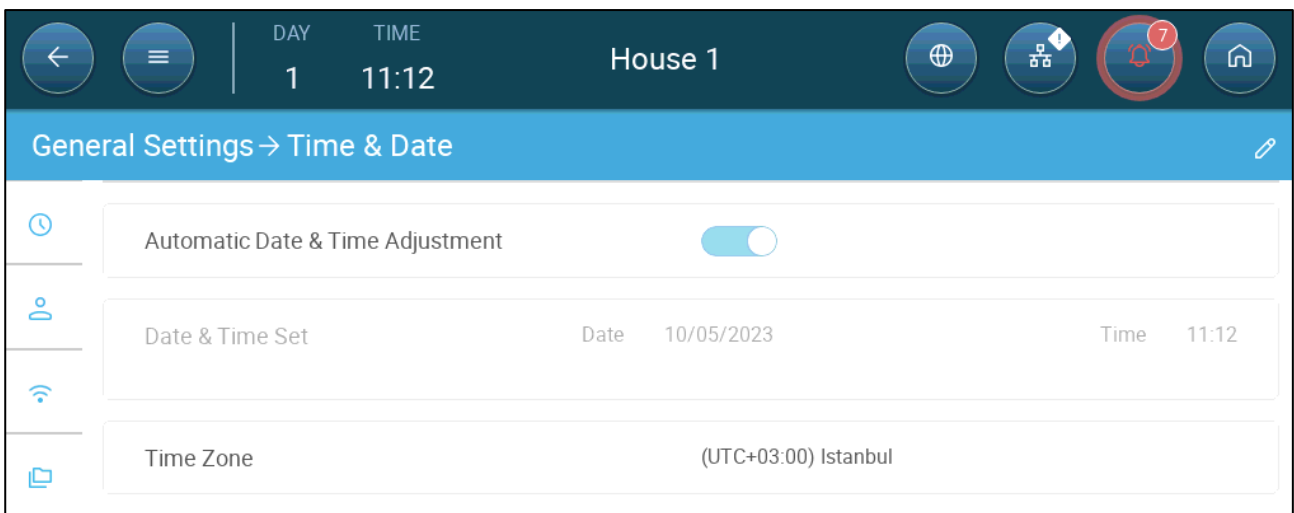 DAY TIME
1 11:12
House 1
7
General Settings → Time & Date
Automatic Date & Time Adjustment
Date & Time Set Date 10/05/2023 Time 11:12
Time Zone (UTC+03:00) Istanbul